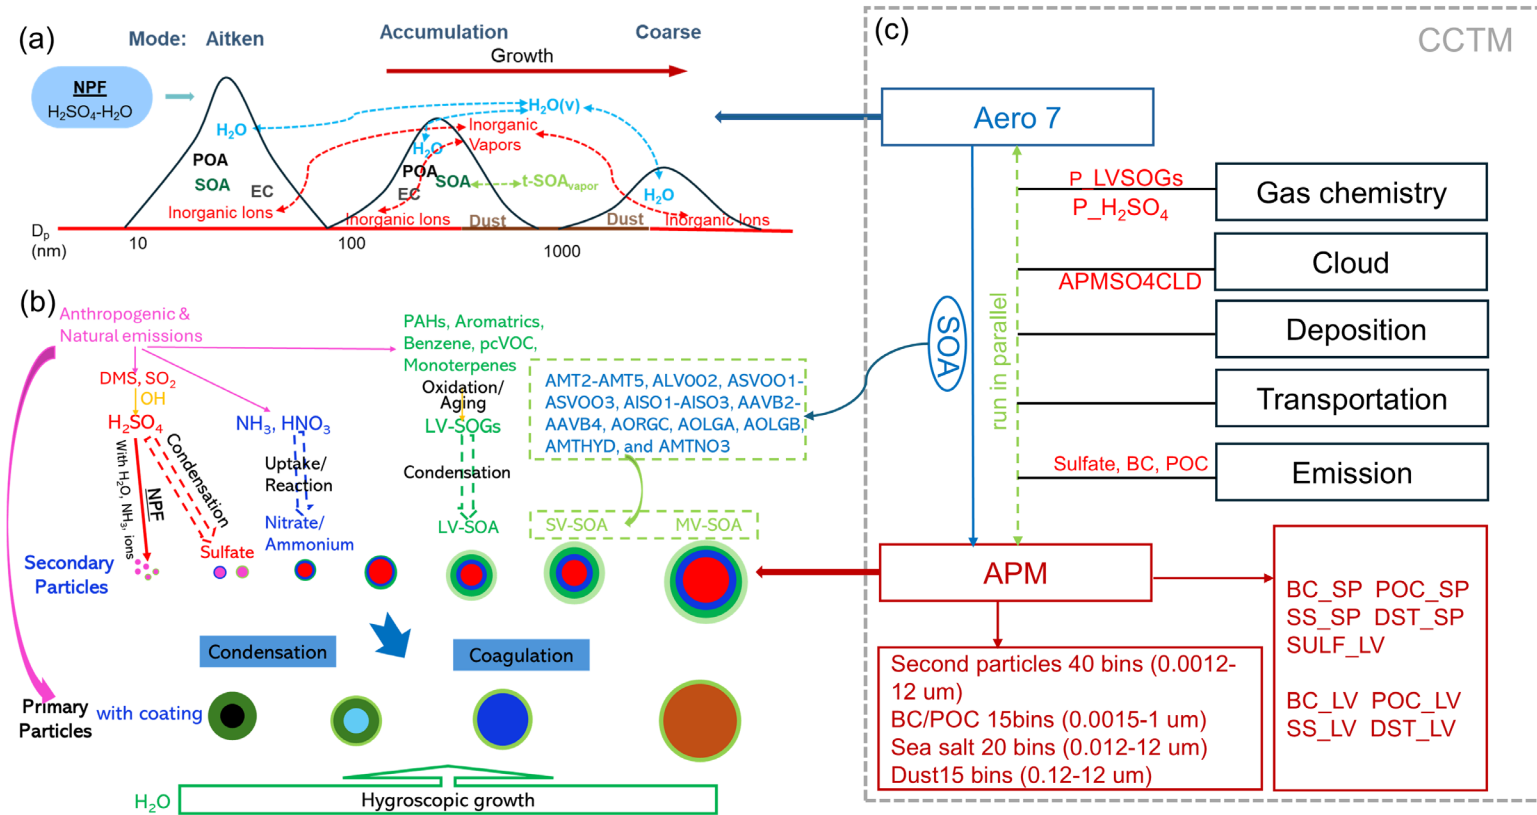 (a)
Mode: Aitken
Accumulation
Coarse
Growth
NPF
H₂SO₄-H₂O
H₂O(v)
H₂O
Inorganic
Vapors
H₂O
POA
SOA
EC
Inorganic Ions
POA
SOA
EC
t-SOAvapor
Inorganic Ions
Dust
H₂O
Dust
Inorganic Ions
Dp
(nm)
10
100
1000
(b)
Anthropogenic &
Natural emissions
DMS, SO₂
OH
H₂SO₄
With H₂O, NH₃, ions
NPF
Condensation
Sulfate
NH₃, HNO₃
Uptake/
Reaction
Nitrate/
Ammonium
PAHs, Aromatrics,
Benzene, pcVOC,
Monoterpenes
Oxidation/
Aging
LV-SOGs
Condensation
LV-SOA
AMT2-AMT5, ALVOO2, ASVOO1-
ASVOO3, AISO1-AISO3, AAVB2-
AAVB4, AORGC, AOLGA, AOLGB,
AMTHYD, and AMTNO3
SV-SOA
MV-SOA
Secondary
Particles
Condensation
Coagulation
Primary
Particles
with coating
H₂O
Hygroscopic growth
(c)
CCTM
Aero 7
SOA
run in parallel
P_LVSOGs
P_H₂SO₄
Gas chemistry
APMSO4CLD
Cloud
Deposition
Transportation
Sulfate, BC, POC
Emission
APM
Second particles 40 bins (0.0012-
12 um)
BC/POC 15bins (0.0015-1 um)
Sea salt 20 bins (0.012-12 um)
Dust15 bins (0.12-12 um)
BC_SP POC_SP
SS_SP DST_SP
SULF_LV
BC_LV POC_LV
SS_LV DST_LV